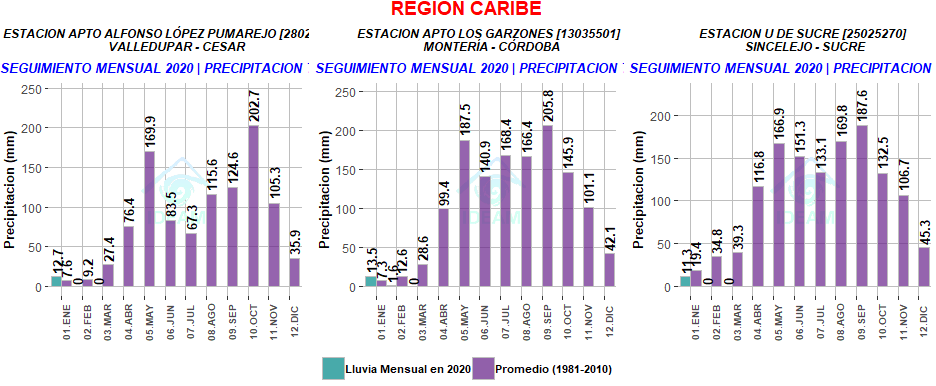 REGION CARIBE
ESTACION APTO ALFONSO LÓPEZ PUMAREJO [2802
VALLEDUPAR - CESAR
SEGUIMIENTO MENSUAL 2020 | PRECIPITACION
Precipitacion (mm)
250
200
150
100
50
0
12.7
7.6
0
9.2
0
27.4
76.4
169.9
83.5
67.3
115.6
124.6
202.7
105.3
35.9
01.ENE
02.FEB
03.MAR
04.ABR
05.MAY
06.JUN
07.JUL
08.AGO
09.SEP
10.OCT
11.NOV
12.DIC
ESTACION APTO LOS GARZONES [13035501]
MONTERÍA - CÓRDOBA
SEGUIMIENTO MENSUAL 2020 | PRECIPITACION
Precipitacion (mm)
250
200
150
100
50
0
13.5
7.3
1.6
12.6
0
28.6
99.4
187.5
140.9
168.4
166.4
205.8
145.9
101.1
42.1
01.ENE
02.FEB
03.MAR
04.ABR
05.MAY
06.JUN
07.JUL
08.AGO
09.SEP
10.OCT
11.NOV
12.DIC
ESTACION U DE SUCRE [25025270]
SINCELEJO - SUCRE
SEGUIMIENTO MENSUAL 2020 | PRECIPITACION
Precipitacion (mm)
200
150
100
50
0
11.3
19.4
0
34.8
0
39.3
116.8
166.9
151.3
133.1
169.8
187.6
132.5
106.7
45.3
01.ENE
02.FEB
03.MAR
04.ABR
05.MAY
06.JUN
07.JUL
08.AGO
09.SEP
10.OCT
11.NOV
12.DIC
Lluvia Mensual en 2020 Promedio (1981-2010)